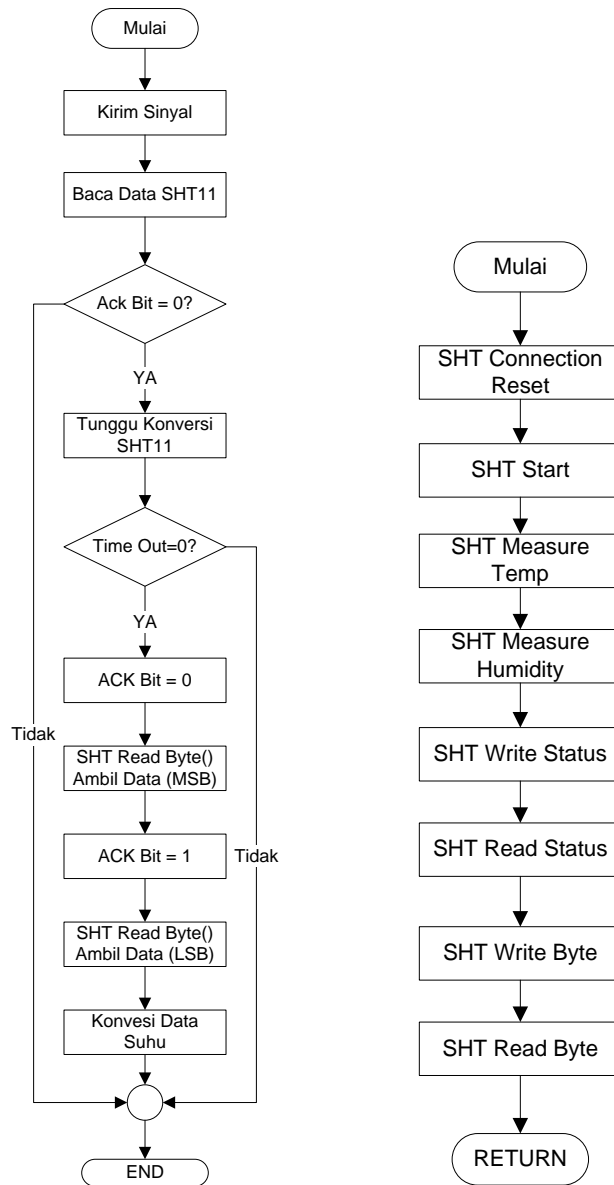 Mulai
Kirim Sinyal
Baca Data SHT11
Ack Bit = 0?
YA
Tunggu Konversi
SHT11
Time Out=0?
YA
ACK Bit = 0
Tidak
SHT Read Byte()
Ambil Data (MSB)
ACK Bit = 1
Tidak
SHT Read Byte()
Ambil Data (LSB)
Konvesi Data
Suhu
END
Mulai
SHT Connection
Reset
SHT Start
SHT Measure
Temp
SHT Measure
Humidity
SHT Write Status
SHT Read Status
SHT Write Byte
SHT Read Byte
RETURN